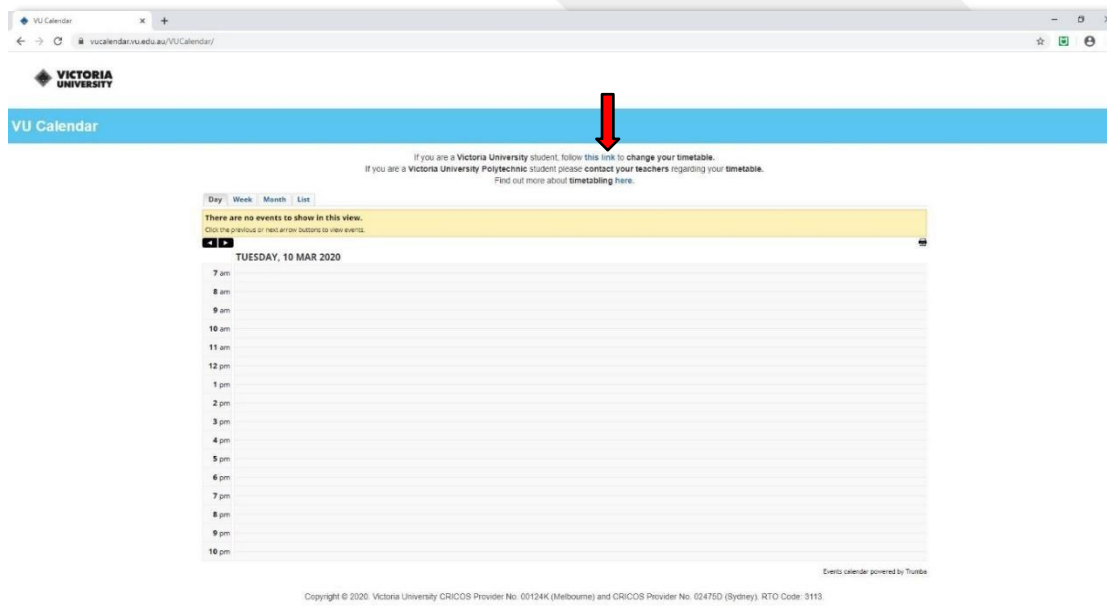 VU Calendar
vucalendar.vu.edu.au/VUCalendar/
VICTORIA
UNIVERSITY
VU Calendar
If you are a Victoria University student, follow this link to change your timetable.
If you are a Victoria University Polytechnic student please contact your teachers regarding your timetable.
Find out more about timetabling here.
Day Week Month List
There are no events to show in this view.
Click the previous or next arrow buttons to view events.
TUESDAY, 10 MAR 2020
7 am
8 am
9 am
10 am
11 am
12 pm
1 pm
2 pm
3 pm
4 pm
5 pm
6 pm
7 pm
8 pm
9 pm
10 pm
Events calendar powered by Trumba
Copyright © 2020. Victoria University CRICOS Provider No. 00124K (Melbourne) and CRICOS Provider No. 02475D (Sydney). RTO Code: 3113.